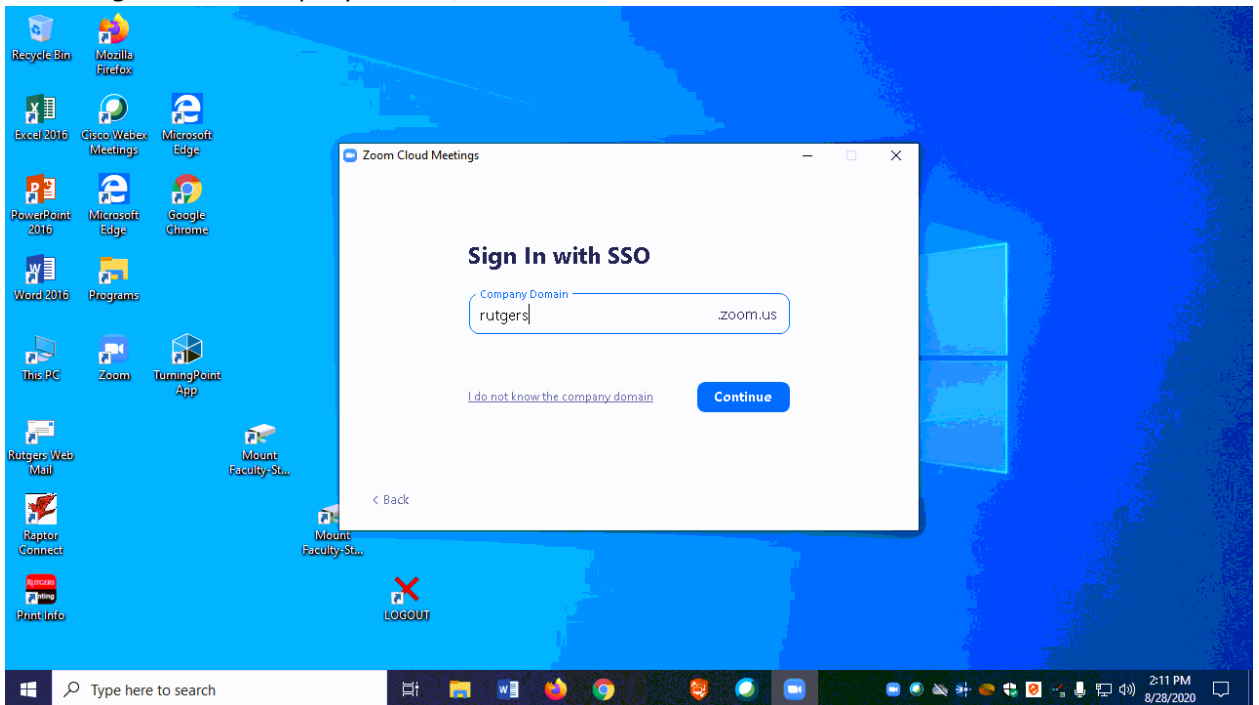 Recycle Bin
Mozilla
Firefox
Excel 2016
Cisco Webex
Meetings
Microsoft
Edge
PowerPoint
2016
Microsoft
Edge
Google
Chrome
Word 2016
Programs
This PC
Zoom
TurningPoint
App
Rutgers Web
Mail
Mount
Faculty-St...
Raptor
Connect
Mount
Faculty-St...
RUTGERS
Print Info
LOGOUT
Zoom Cloud Meetings
Sign In with SSO
Company Domain
rutgers
.zoom.us
I do not know the company domain
Continue
< Back
Type here to search
2:11 PM
8/28/2020